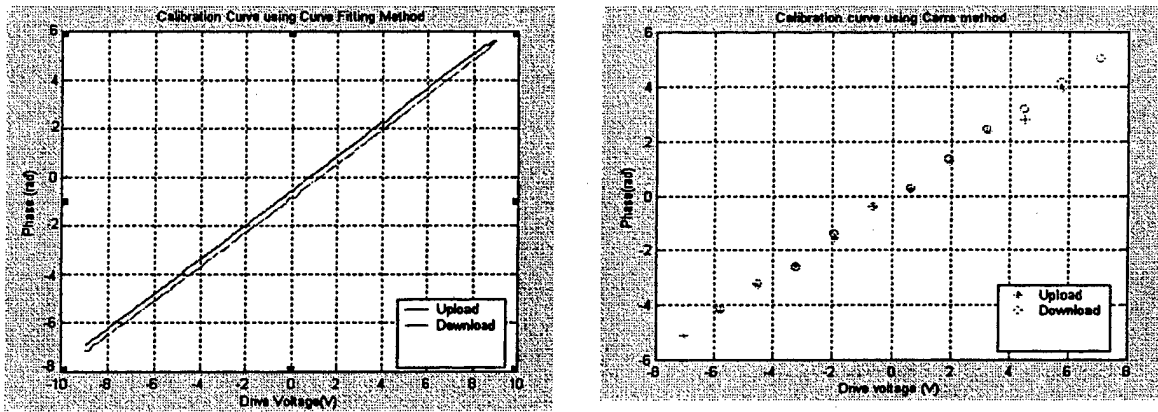 Calibration Curve using Curve Fitting Method
6
4
2
0
-2
-4
-6
-8
Phase (rad)
Upload
Download
-10 -8 -6 -4 -2 0 2 4 6 8 10
Drive Voltage(V)
Calibration curve using Carre method
6
4
2
0
-2
-4
-6
Phase(rad)
Upload
Download
-8 -6 -4 -2 0 2 4 6 8
Drive voltage (V)